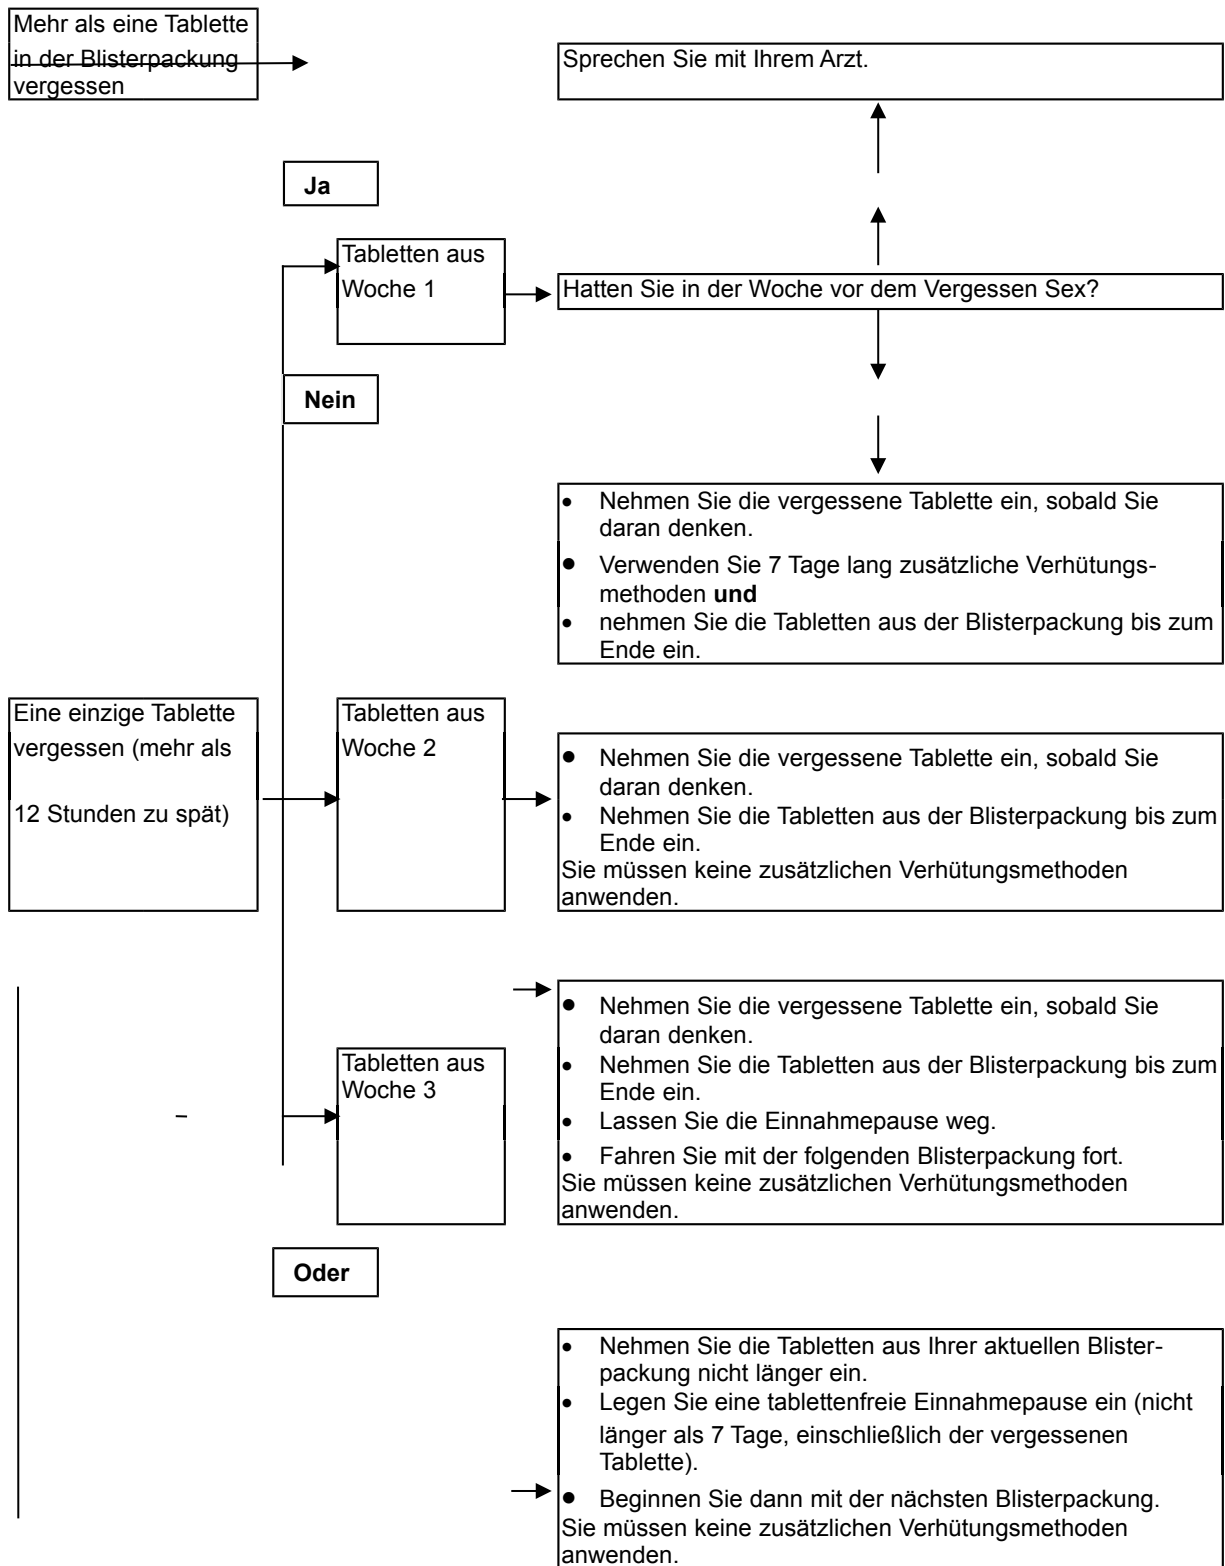 Mehr als eine Tablette
in der Blisterpackung
vergessen
Sprechen Sie mit Ihrem Arzt.
Ja
Tabletten aus
Woche 1
Hatten Sie in der Woche vor dem Vergessen Sex?
Nein
• Nehmen Sie die vergessene Tablette ein, sobald Sie
daran denken.
• Verwenden Sie 7 Tage lang zusätzliche Verhütungs-
methoden und
• nehmen Sie die Tabletten aus der Blisterpackung bis zum
Ende ein.
Eine einzige Tablette
vergessen (mehr als
12 Stunden zu spät)
Tabletten aus
Woche 2
• Nehmen Sie die vergessene Tablette ein, sobald Sie
daran denken.
• Nehmen Sie die Tabletten aus der Blisterpackung bis zum
Ende ein.
Sie müssen keine zusätzlichen Verhütungsmethoden
anwenden.
Tabletten aus
Woche 3
• Nehmen Sie die vergessene Tablette ein, sobald Sie
daran denken.
• Nehmen Sie die Tabletten aus der Blisterpackung bis zum
Ende ein.
• Lassen Sie die Einnahmepause weg.
• Fahren Sie mit der folgenden Blisterpackung fort.
Sie müssen keine zusätzlichen Verhütungsmethoden
anwenden.
Oder
• Nehmen Sie die Tabletten aus Ihrer aktuellen Blister-
packung nicht länger ein.
• Legen Sie eine tablettenfreie Einnahmepause ein (nicht
länger als 7 Tage, einschließlich der vergessenen
Tablette).
• Beginnen Sie dann mit der nächsten Blisterpackung.
Sie müssen keine zusätzlichen Verhütungsmethoden
anwenden.